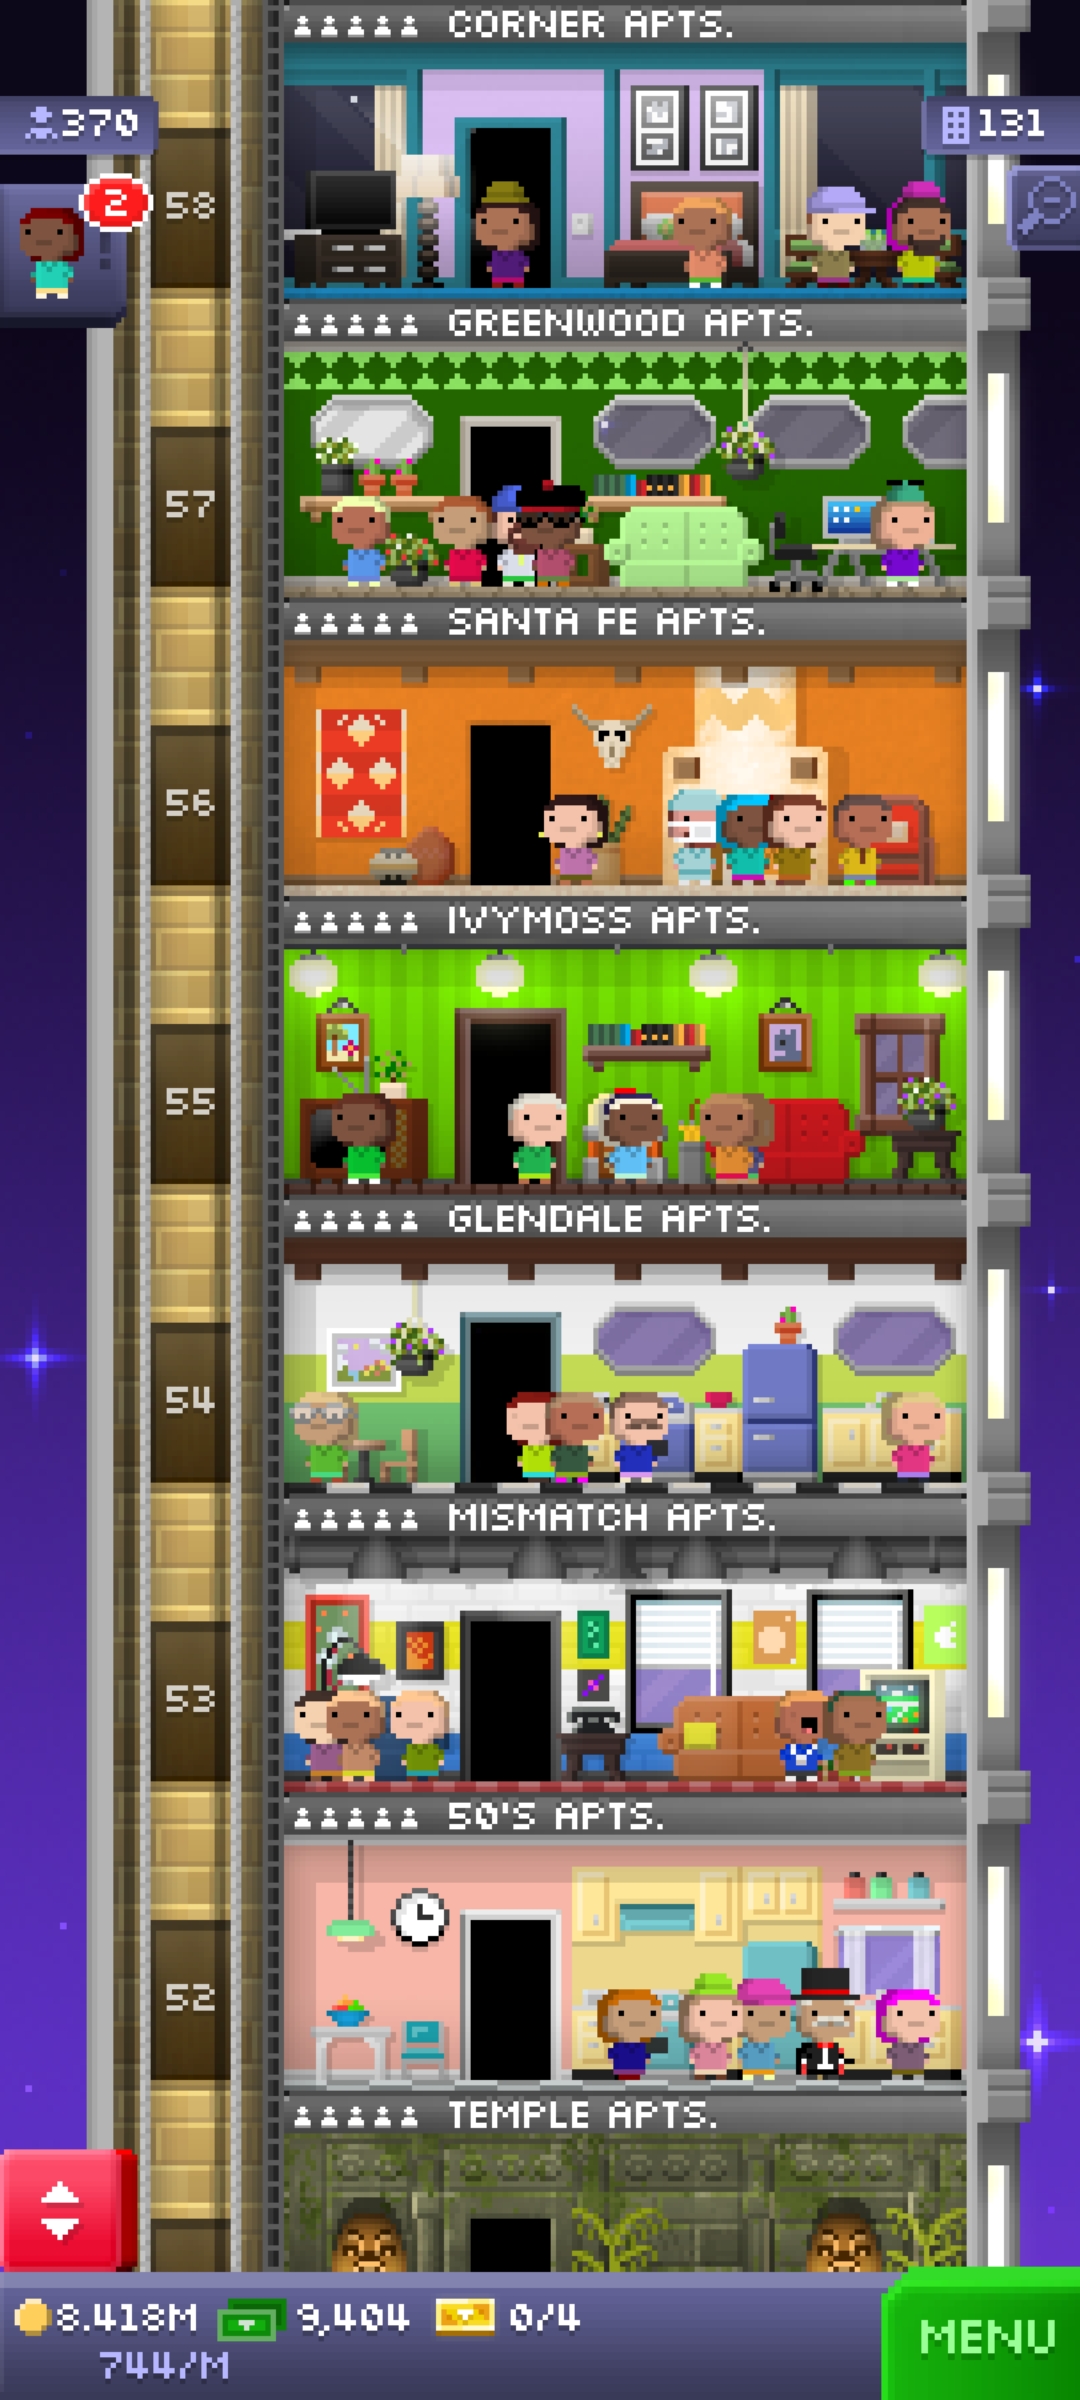 CORNER APTS.
370
131
2
58
GREENWOOD APTS.
57
SANTA FE APTS.
56
IVYMOSS APTS.
55
GLENDALE APTS.
54
MISMATCH APTS.
53
50'S APTS.
52
TEMPLE APTS.
8.418M 9,404 0/4
744/M
MENU